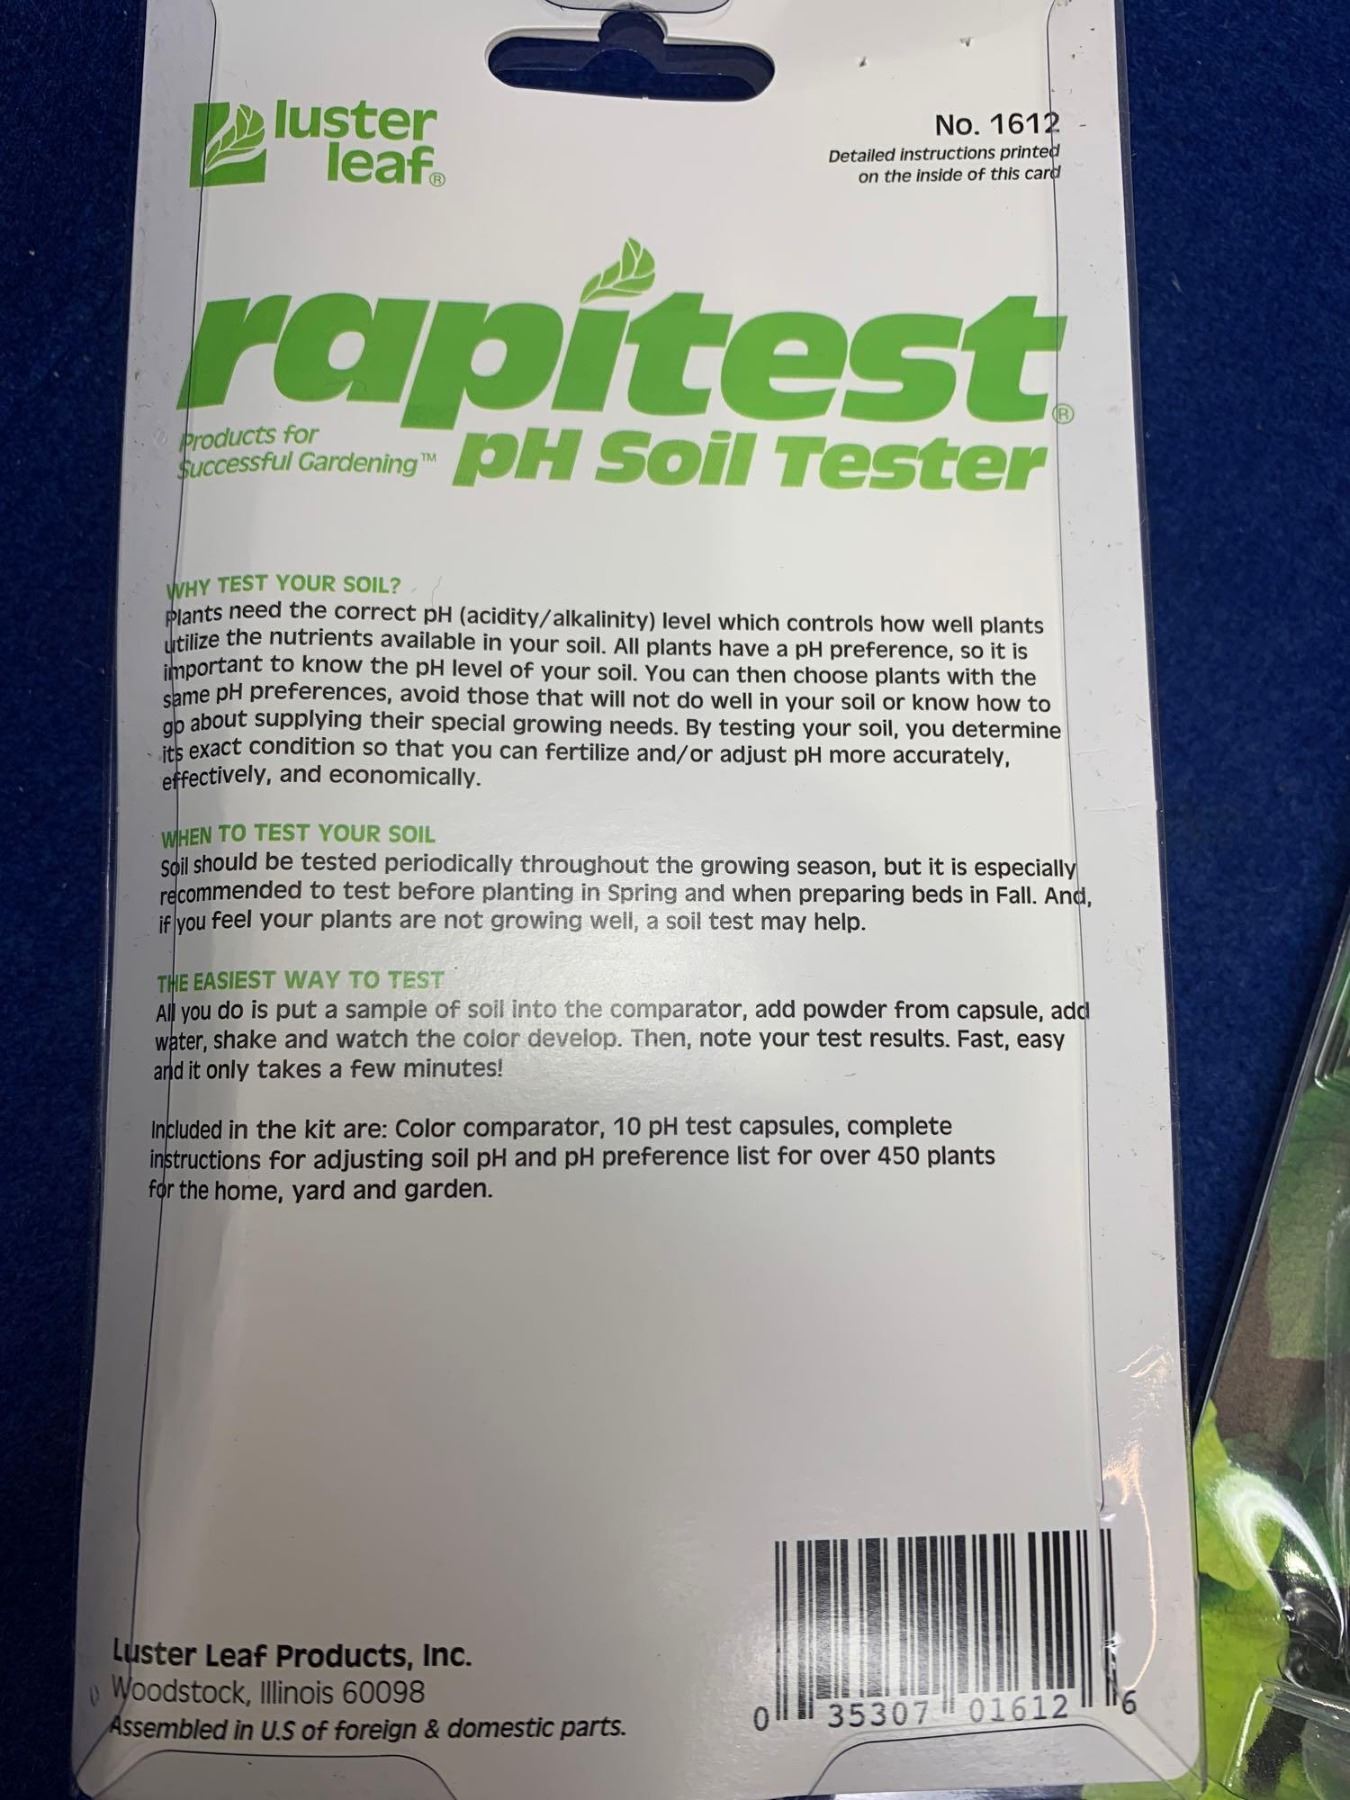 luster
leaf®
No. 1612
Detailed instructions printed
on the inside of this card
rapitest®
Products for
Successful Gardening™
pH Soil Tester
WHY TEST YOUR SOIL?
Plants need the correct pH (acidity/alkalinity) level which controls how well plants
utilize the nutrients available in your soil. All plants have a pH preference, so it is
important to know the pH level of your soil. You can then choose plants with the
same pH preferences, avoid those that will not do well in your soil or know how to
go about supplying their special growing needs. By testing your soil, you determine
its exact condition so that you can fertilize and/or adjust pH more accurately,
effectively, and economically.
WHEN TO TEST YOUR SOIL
Soil should be tested periodically throughout the growing season, but it is especially
recommended to test before planting in Spring and when preparing beds in Fall. And,
if you feel your plants are not growing well, a soil test may help.
THE EASIEST WAY TO TEST
All you do is put a sample of soil into the comparator, add powder from capsule, add
water, shake and watch the color develop. Then, note your test results. Fast, easy
and it only takes a few minutes!
Included in the kit are: Color comparator, 10 pH test capsules, complete
instructions for adjusting soil pH and pH preference list for over 450 plants
for the home, yard and garden.
Luster Leaf Products, Inc.
Woodstock, Illinois 60098
Assembled in U.S of foreign & domestic parts.
0 35307 01612 6